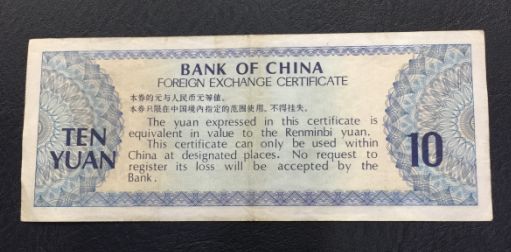 BANK OF CHINA
FOREIGN EXCHANGE CERTIFICATE
本券的元与人民币元等值。
本券只限在中国境内指定的范围使用,不得挂失。
TEN
YUAN
The yuan expressed in this certificate is
equivalent in value to the Renminbi yuan.
This certificate can only be used within
China at designated places. No request to
register its loss will be accepted by the
Bank.
10